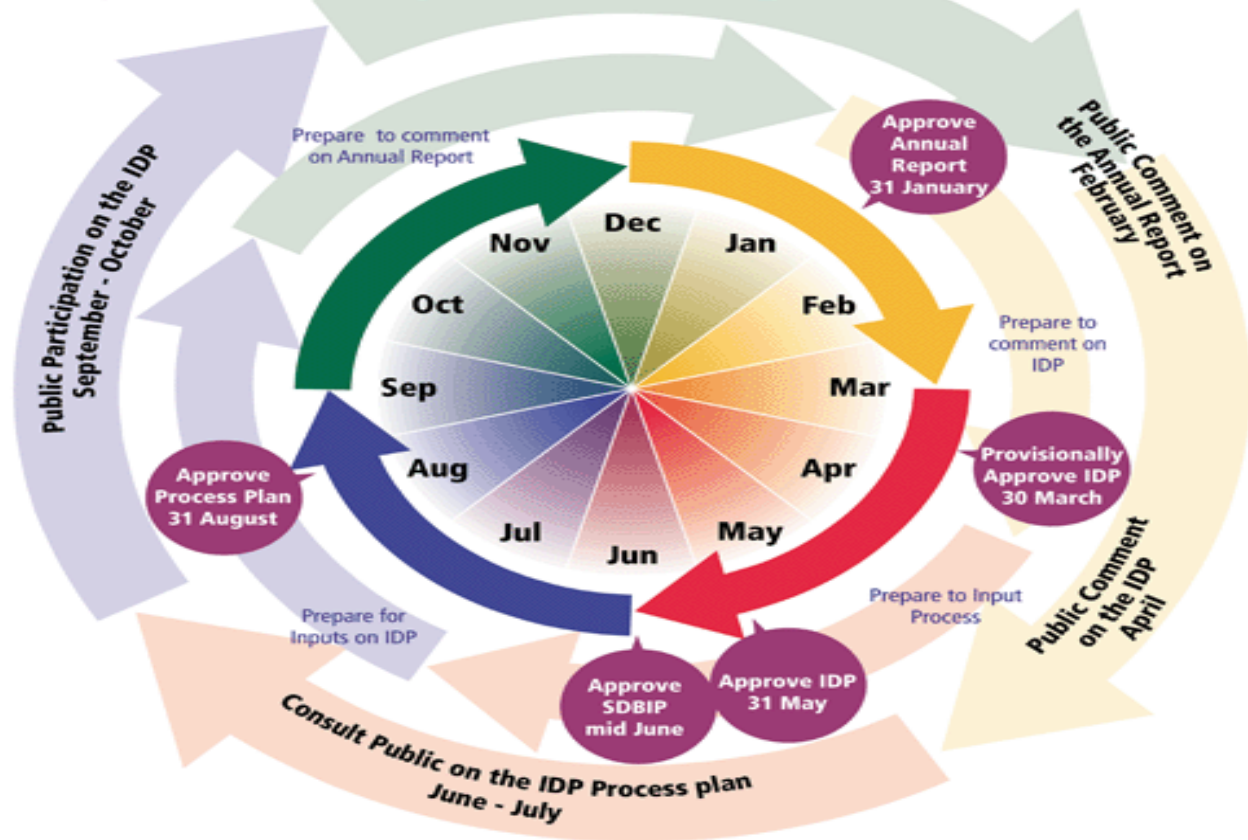 Prepare to comment
on Annual Report
Approve
Annual
Report
31 January
Public Comment on
the Annual Report
February
Public Participation on the IDP
September - October
Dec
Jan
Feb
Mar
Apr
May
Jun
Jul
Aug
Sep
Oct
Nov
Prepare to
comment on
IDP
Provisionally
Approve IDP
30 March
Public Comment
on the IDP
April
Prepare to Input
Process
Approve IDP
31 May
Approve
SDBIP
mid June
Consult Public on the IDP Process plan
June - July
Prepare for
Inputs on IDP
Approve
Process Plan
31 August